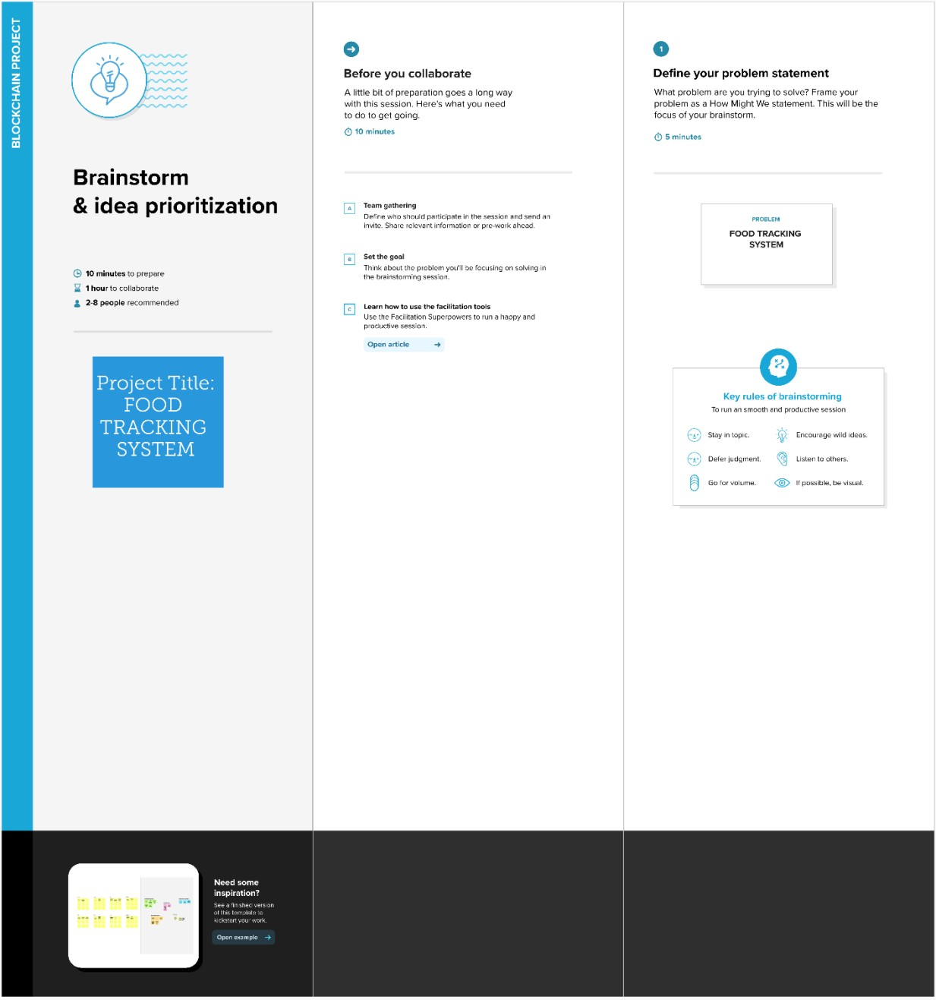 BLOCKCHAIN PROJECT
Brainstorm
& idea prioritization
10 minutes to prepare
1 hour to collaborate
2-8 people recommended
Project Title:
FOOD
TRACKING
SYSTEM
Need some
inspiration?
See a finished version
of this template to
kickstart your work.
Open example
Before you collaborate
A little bit of preparation goes a long way
with this session. Here's what you need
to do to get going.
10 minutes
A
Team gathering
Define who should participate in the session and send an
invite. Share relevant information or pre-work ahead.
B
Set the goal
Think about the problem you'll be focusing on solving in
the brainstorming session.
C
Learn how to use the facilitation tools
Use the Facilitation Superpowers to run a happy and
productive session.
Open article
1
Define your problem statement
What problem are you trying to solve? Frame your
problem as a How Might We statement. This will be the
focus of your brainstorm.
5 minutes
PROBLEM
FOOD TRACKING
SYSTEM
Key rules of brainstorming
To run an smooth and productive session
Stay in topic.
Encourage wild ideas.
Defer judgment.
Listen to others.
Go for volume.
If possible, be visual.